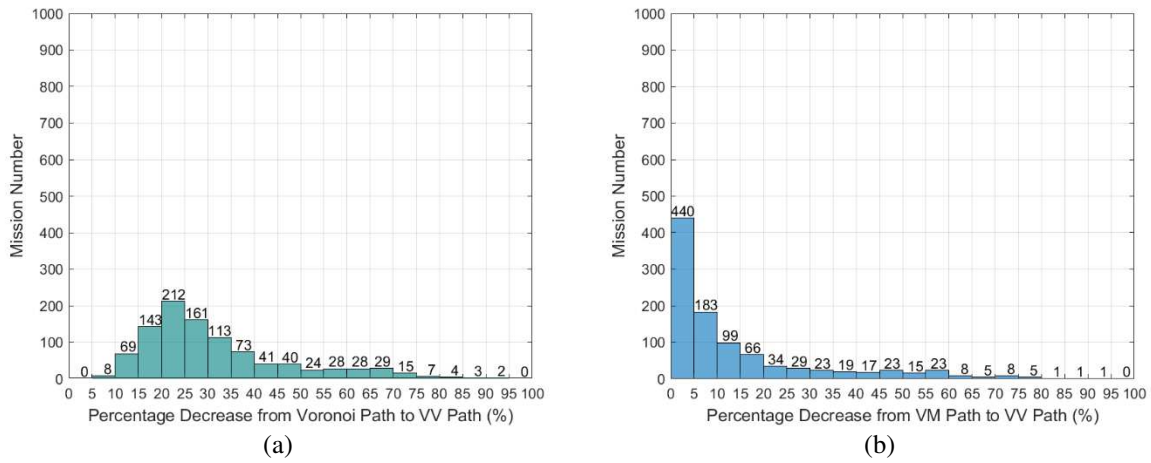 1000
900
800
700
600
500
400
300
200
100
0
Mission Number
0 8 69 143 212 161 113 73 41 40 24 28 28 29 15 7 4 3 2 0
0 5 10 15 20 25 30 35 40 45 50 55 60 65 70 75 80 85 90 95 100
Percentage Decrease from Voronoi Path to VV Path (%)
(a)
1000
900
800
700
600
500
400
300
200
100
0
Mission Number
440 183 99 66 34 29 23 19 17 23 15 23 8 5 8 5 1 1 1 0
0 5 10 15 20 25 30 35 40 45 50 55 60 65 70 75 80 85 90 95 100
Percentage Decrease from VM Path to VV Path (%)
(b)